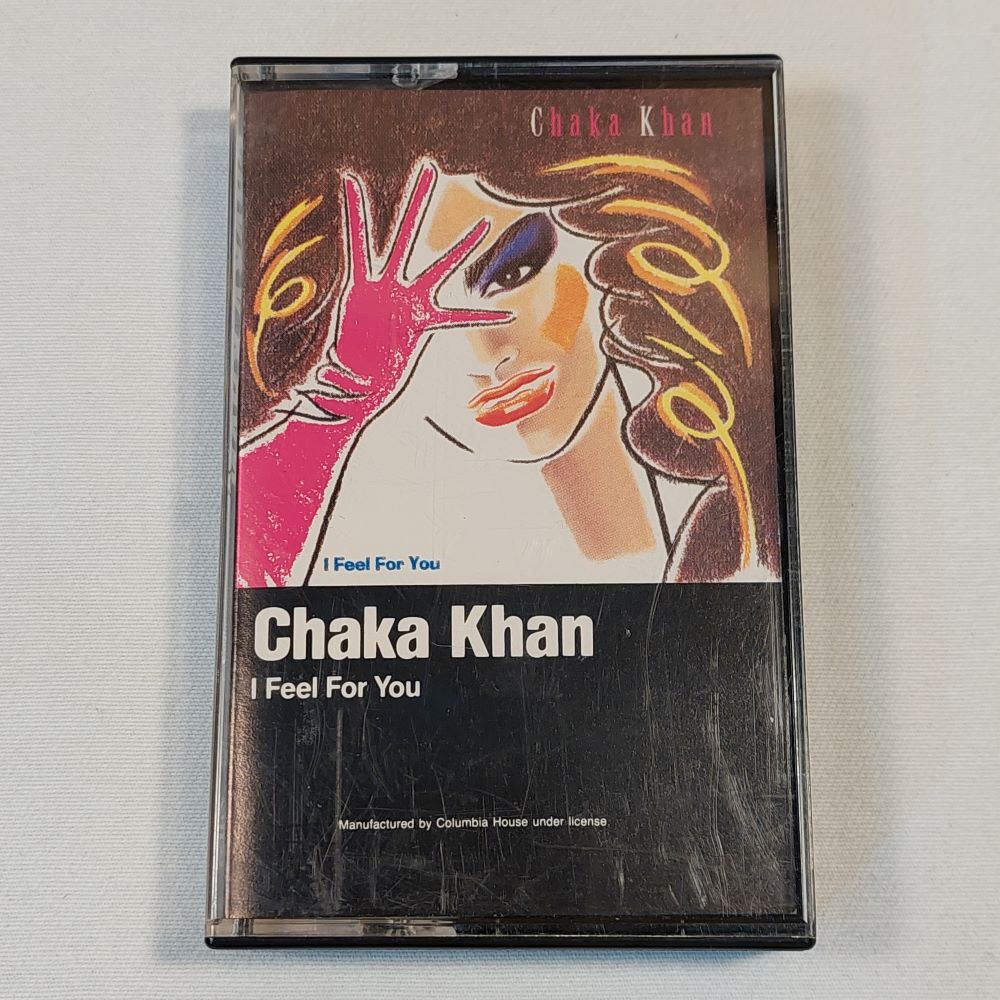 Chaka Khan
I Feel For You
Chaka Khan
I Feel For You
Manufactured by Columbia House under license